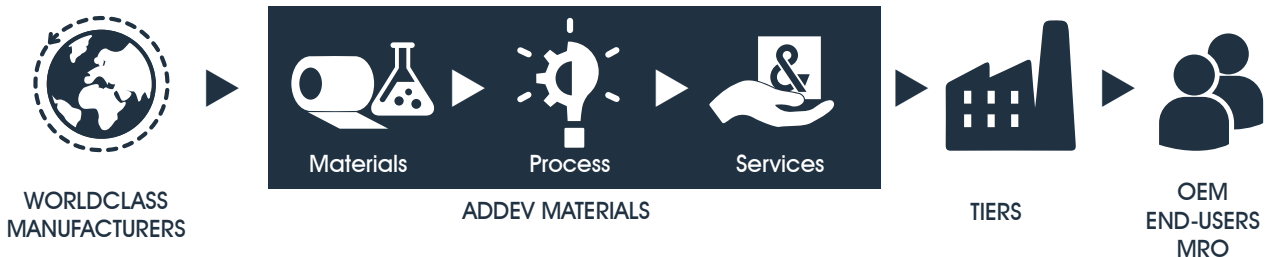 &
Materials
Process
Services
WORLDCLASS
MANUFACTURERS
ADDEV MATERIALS
TIERS
OEM
END-USERS
MRO